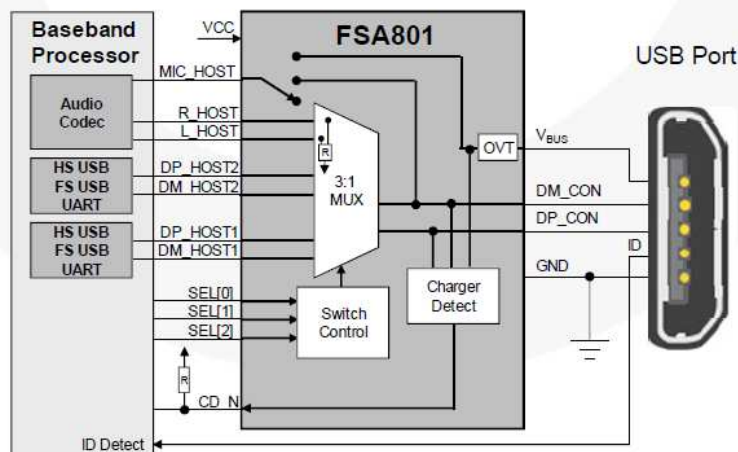 Baseband
Processor
VCC
FSA801
USB Port
MIC_HOST
Audio
Codec
R_HOST
L_HOST
R
OVT
VBUS
HS USB
FS USB
UART
DP_HOST2
DM_HOST2
3:1
MUX
DM_CON
DP_CON
HS USB
FS USB
UART
DP_HOST1
DM_HOST1
ID
GND
SEL[0]
SEL[1]
SEL[2]
Switch
Control
Charger
Detect
R
CD_N
ID Detect